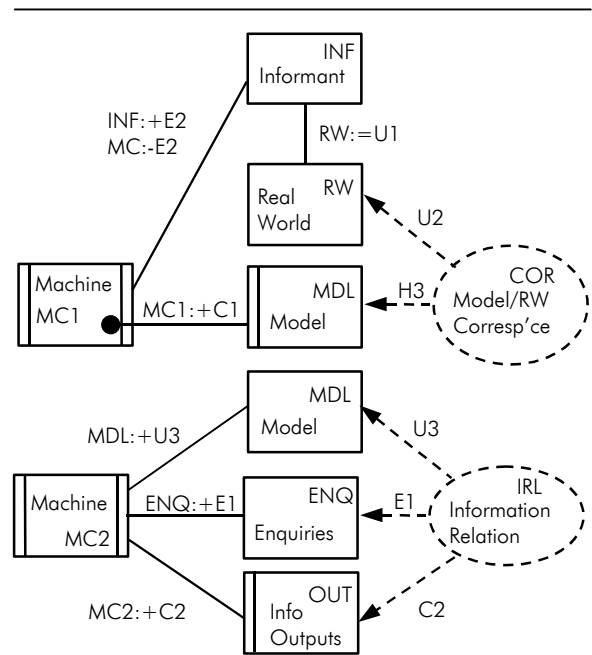 INF
Informant
INF:+E2
MC:-E2
RW:=U1
RW
Real
World
U2
Machine
MC1
MC1:+C1
MDL
Model
H3
COR
Model/RW
Corresp'ce
MDL
Model
MDL:+U3
U3
Machine
MC2
ENQ:+E1
ENQ
Enquiries
E1
IRL
Information
Relation
MC2:+C2
OUT
Info
Outputs
C2